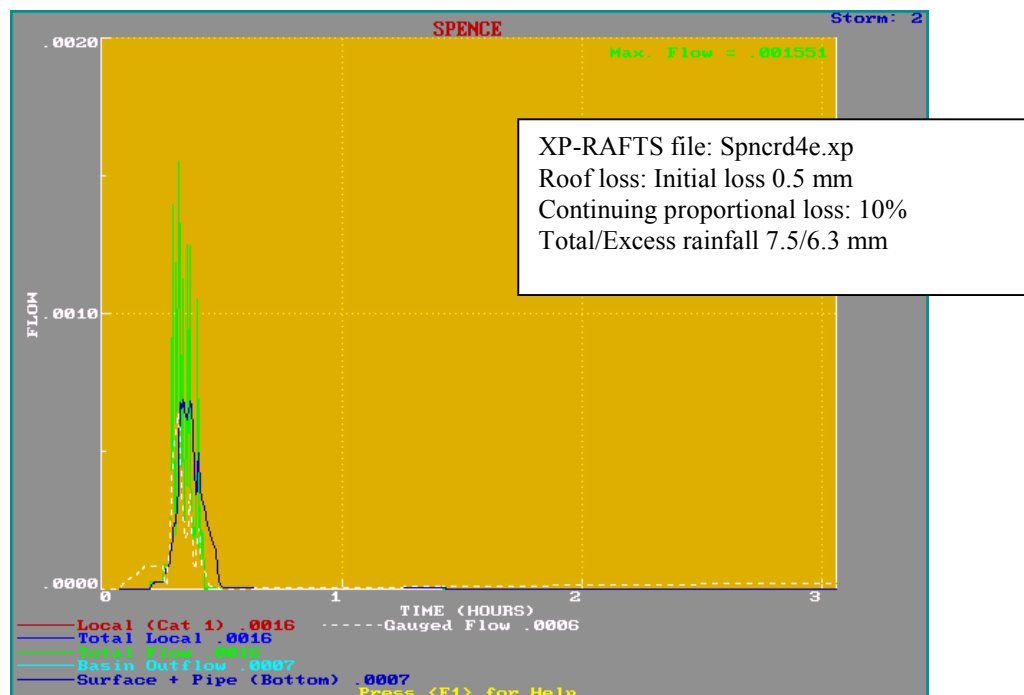 SPENCE
Storm: 2
.0020
Max. Flow = .001551
XP-RAFTS file: Spncrd4e.xp
Roof loss: Initial loss 0.5 mm
Continuing proportional loss: 10%
Total/Excess rainfall 7.5/6.3 mm
FLOW
.0010
.0000
0 1 2 3
TIME (HOURS)
Local (Cat 1) .0016
Gauged Flow .0006
Total Local .0016
Total Flow .0016
Basin Outflow .0007
Surface + Pipe (Bottom) .0007
Press <F1> for Help